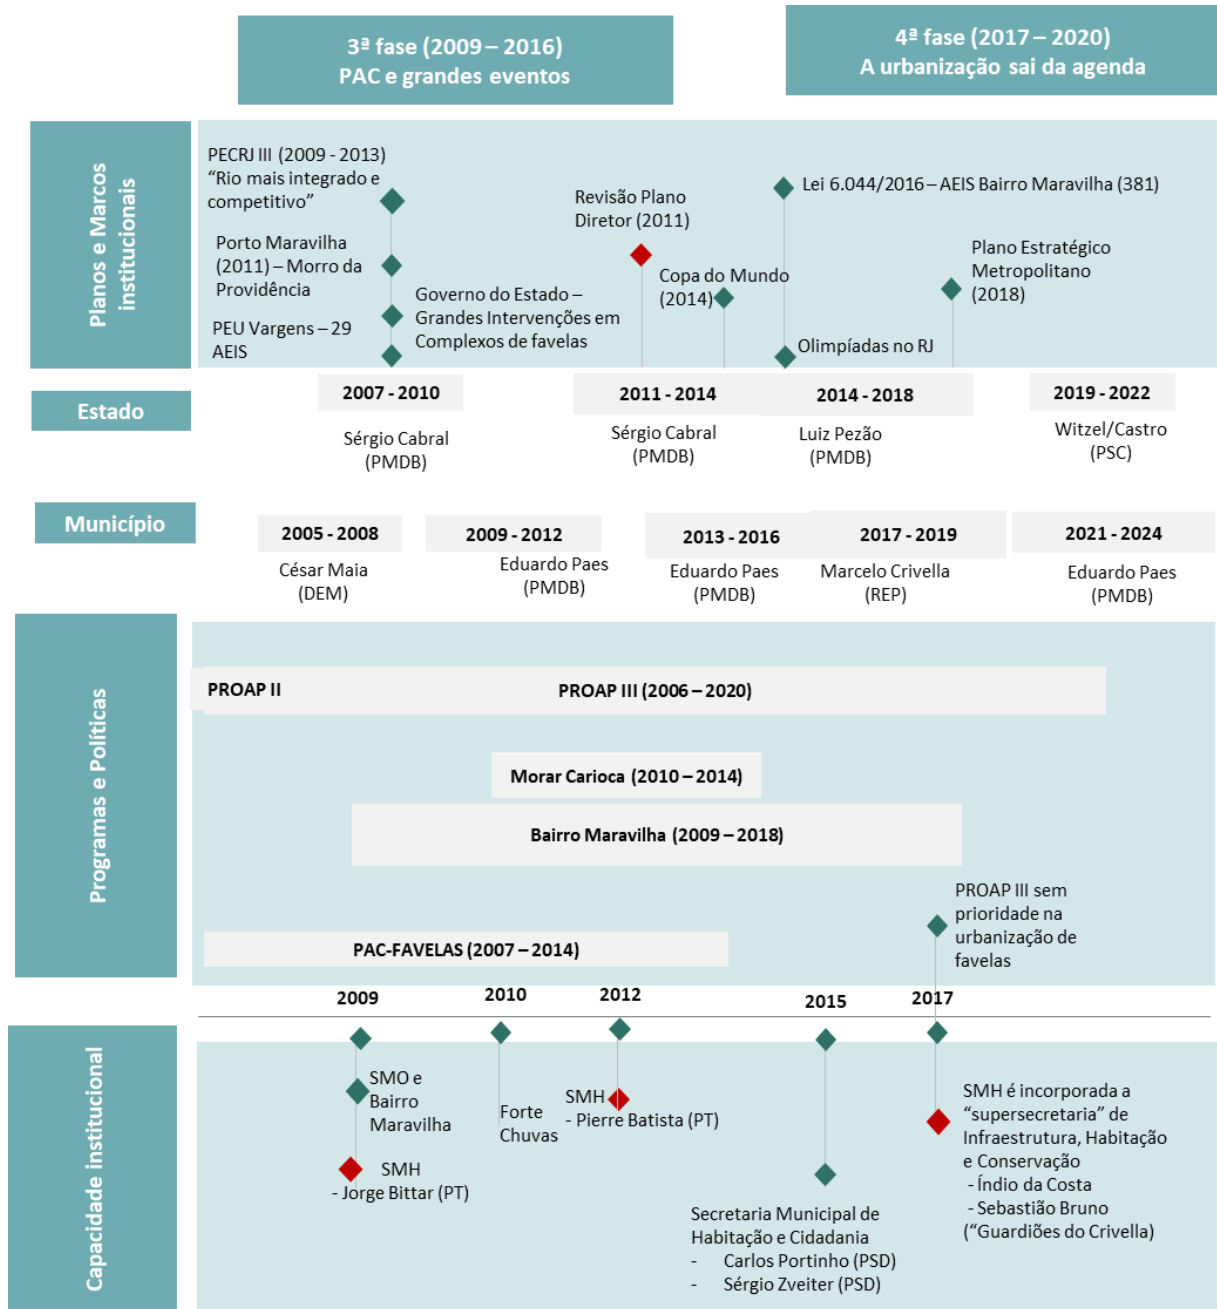 3ª fase (2009 – 2016)
PAC e grandes eventos
4ª fase (2017 – 2020)
A urbanização sai da agenda
Planos e Marcos
institucionais
PECRJ III (2009 - 2013)
“Rio mais integrado e
competitivo”
Porto Maravilha
(2011) – Morro da
Providência
PEU Vargens – 29
AEIS
Governo do Estado –
Grandes Intervenções em
Complexos de favelas
Revisão Plano
Diretor (2011)
Copa do Mundo
(2014)
Lei 6.044/2016 – AEIS Bairro Maravilha (381)
Olimpíadas no RJ
Plano Estratégico
Metropolitano
(2018)
Estado
2007 - 2010
Sérgio Cabral
(PMDB)
2011 - 2014
Sérgio Cabral
(PMDB)
2014 - 2018
Luiz Pezão
(PMDB)
2019 - 2022
Witzel/Castro
(PSC)
Município
2005 - 2008
César Maia
(DEM)
2009 - 2012
Eduardo Paes
(PMDB)
2013 - 2016
Eduardo Paes
(PMDB)
2017 - 2019
Marcelo Crivella
(REP)
2021 - 2024
Eduardo Paes
(PMDB)
Programas e Políticas
PROAP II
PROAP III (2006 – 2020)
Morar Carioca (2010 – 2014)
Bairro Maravilha (2009 – 2018)
PAC-FAVELAS (2007 – 2014)
PROAP III sem
prioridade na
urbanização de
favelas
2009
2010
2012
2015
2017
Capacidade institucional
SMO e
Bairro
Maravilha
SMH
- Jorge Bittar (PT)
Forte
Chuvas
SMH
- Pierre Batista (PT)
Secretaria Municipal de
Habitação e Cidadania
- Carlos Portinho (PSD)
- Sérgio Zveiter (PSD)
SMH é incorporada a
“supersecretaria” de
Infraestrutura, Habitação
e Conservação
- Índio da Costa
- Sebastião Bruno
(“Guardiões do Crivella)